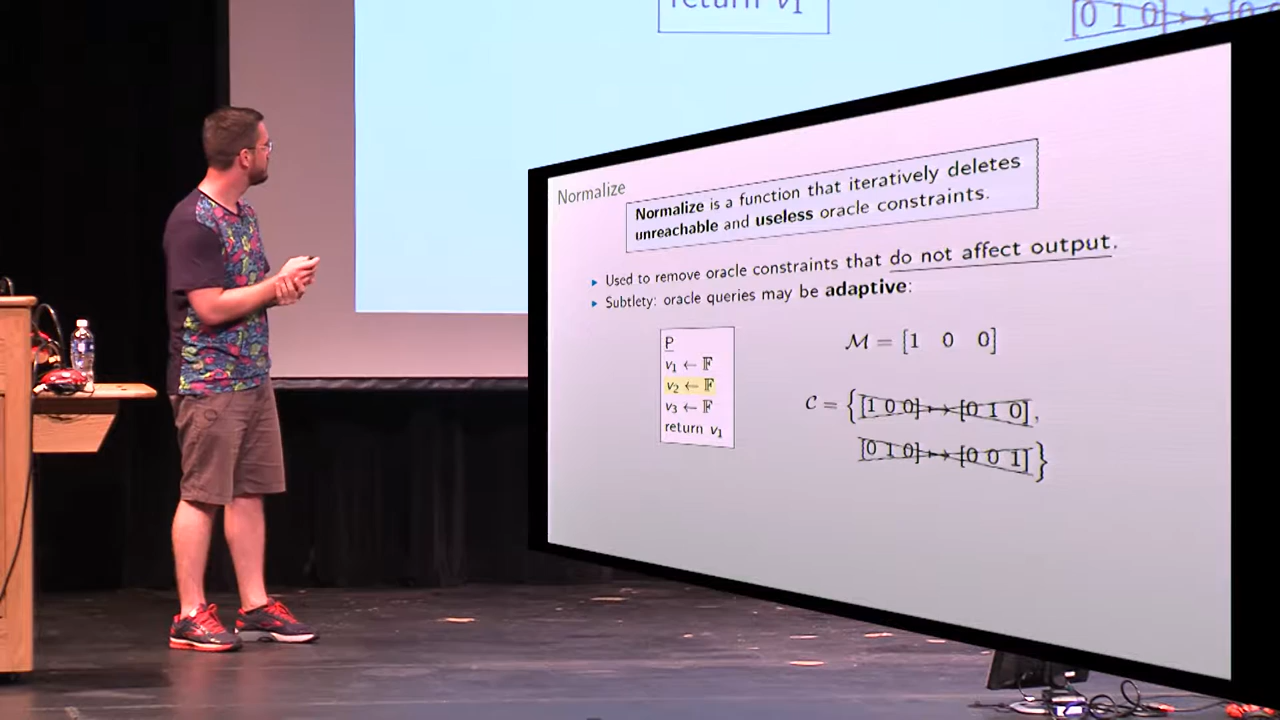 return v₁
[0 1 0] ↦ [0 0
Normalize
Normalize is a function that iteratively deletes
unreachable and useless oracle constraints.
▸ Used to remove oracle constraints that do not affect output.
▸ Subtlety: oracle queries may be adaptive:
P
v₁ ← 𝔽
v₂ ← 𝔽
v₃ ← 𝔽
return v₁
ℳ = [1 0 0]
𝒞 = {[1 0 0] ↦ [0 1 0],
[0 1 0] ↦ [0 0 1]}